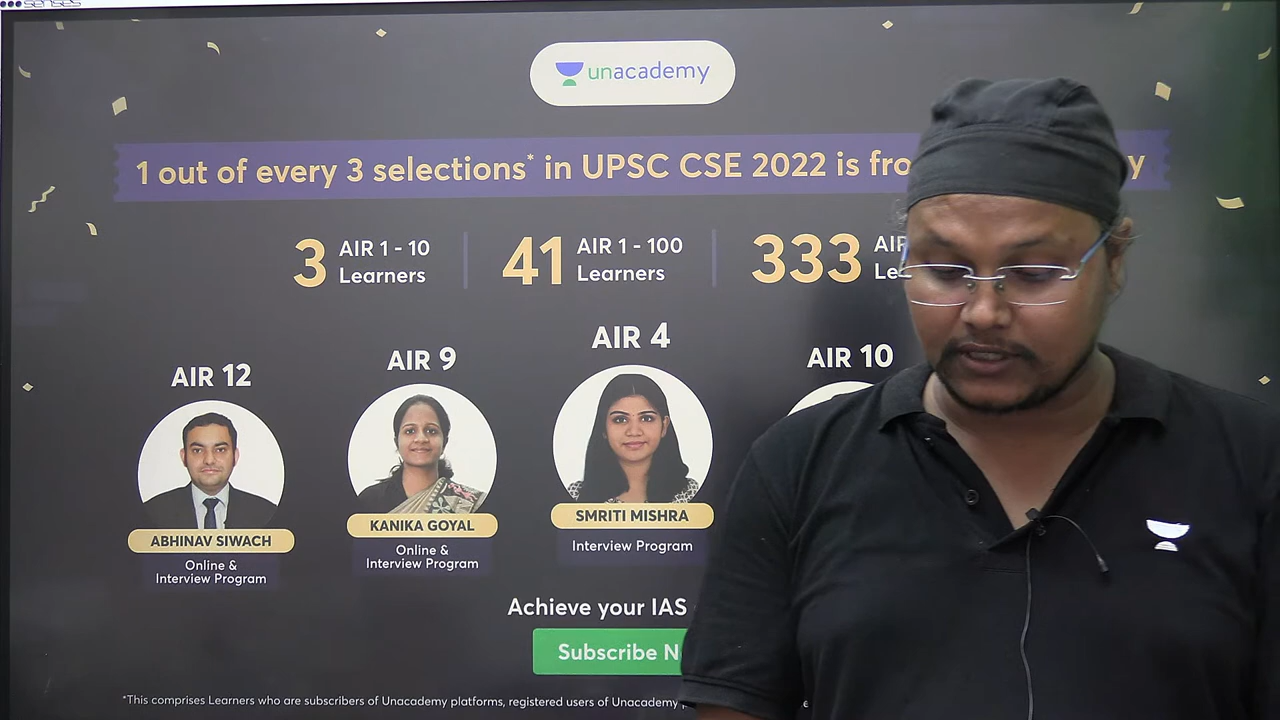 senses
unacademy
1 out of every 3 selections* in UPSC CSE 2022 is
3 AIR 1 - 10 Learners
41 AIR 1 - 100 Learners
333
AIR 4
AIR 9
AIR 10
AIR 12
SMRITI MISHRA
Interview Program
KANIKA GOYAL
Online &
Interview Program
ABHINAV SIWACH
Online &
Interview Program
Achieve your IAS
Subscribe
*This comprises Learners who are subscribers of Unacademy platforms, registered users of Unacademy